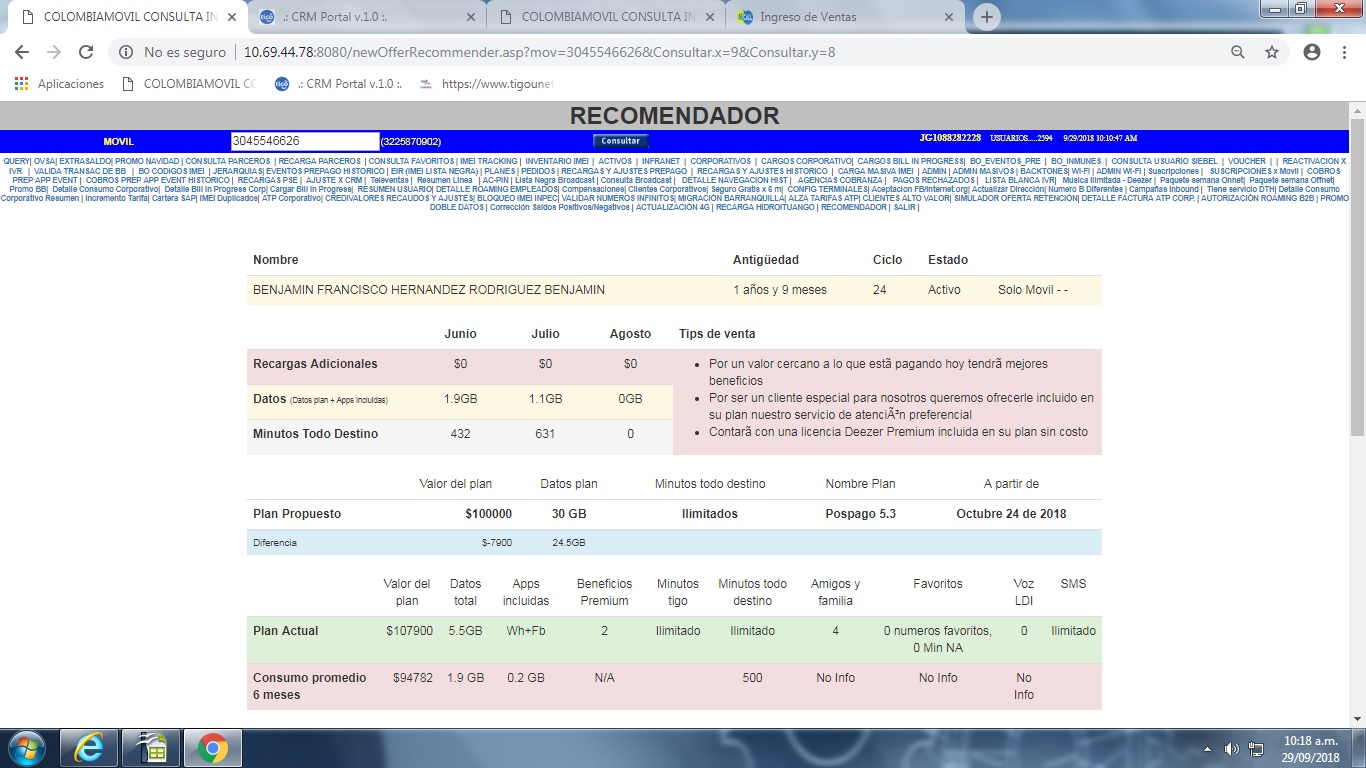 COLOMBIAMOVIL CONSULTA IN
.: CRM Portal v.1.0 :.
COLOMBIAMOVIL CONSULTA IN
Ingreso de Ventas
No es seguro | 10.69.44.78:8080/newOfferRecommender.asp?mov=3045546626&Consultar.x=9&Consultar.y=8
Aplicaciones
COLOMBIAMOVIL CO
.: CRM Portal v.1.0 :.
https://www.tigoune
RECOMENDADOR
MOVIL 3045546626 (3225870902) Consultar JG1088282228 USUARIOS.....2594 9/29/2018 10:10:47 AM
QUERY| OVSA| EXTRASALDO| PROMO NAVIDAD | CONSULTA PARCEROS | RECARGA PARCEROS | CONSULTA FAVORITOS | IMEI TRACKING | INVENTARIO IMEI | ACTIVOS | INFRANET | CORPORATIVOS | CARGOS CORPORATIVO| CARGOS BILL IN PROGRESS| BO_EVENTOS_PRE | BO_INMUNES | CONSULTA USUARIO SIEBEL | VOUCHER | | REACTIVACION X
IVR | VALIDA TRANSAC DE BB | BO CODIGOS IMEI | JERARQUIAS| EVENTOS PREPAGO HISTORICO | EIR (IMEI LISTA NEGRA) | PLANES | PEDIDOS | RECARGAS Y AJUSTES PREPAGO | RECARGAS Y AJUSTES HISTORICO | CARGA MASIVA IMEI | ADMIN | ADMIN MASIVOS | BACKTONES| WI-FI | ADMIN WI-FI | Suscripciones | SUSCRIPCIONES x Movil | COBROS
PREP APP EVENT | COBROS PREP APP EVENT HISTORICO | RECARGAS PSE | AJUSTE X CRM | Televentas | Resumen Linea | AC-PIN | Lista Negra Broadcast | Consulta Broadcast | DETALLE NAVEGACION HIST | AGENCIAS COBRANZA | PAGOS RECHAZADOS | LISTA BLANCA IVR| Música Ilimitada - Deezer | Paquete semana Onnet| Paquete semana Offnet|
Promo BB| Detalle Consumo Corporativo| Detalle Bill in Progress Corp| Cargar Bill in Progress| RESUMEN USUARIO| DETALLE ROAMING EMPLEADOS| Compensaciones| Clientes Corporativos| Seguro Gratis x 6 m| CONFIG TERMINALES| Aceptacion FB/internet.org| Actualizar Dirección| Numero B Diferentes | Campañas Inbound | Tiene servicio DTH| Detalle Consumo
Corporativo Resumen | Incremento Tarifa| Cartera SAP| IMEI Duplicados| ATP Corporativo| CREDIVALORES RECAUDOS Y AJUSTES| BLOQUEO IMEI INPEC| VALIDAR NUMEROS INFINITOS| MIGRACIÓN BARRANQUILLA| ALZA TARIFAS ATP| CLIENTES ALTO VALOR| SIMULADOR OFERTA RETENCIÓN| DETALLE FACTURA ATP CORP. | AUTORIZACIÓN ROAMING B2B | PROMO
DOBLE DATOS | Corrección Saldos Positivos/Negativos | ACTUALIZACIÓN 4G | RECARGA HIDROITUANGO | RECOMENDADOR | SALIR |
Nombre Antigüedad Ciclo Estado
BENJAMIN FRANCISCO HERNANDEZ RODRIGUEZ BENJAMIN 1 años y 9 meses 24 Activo Solo Movil - -
Junio Julio Agosto Tips de venta
Recargas Adicionales $0 $0 $0
Datos (Datos plan + Apps incluidas) 1.9GB 1.1GB 0GB
Minutos Todo Destino 432 631 0
• Por un valor cercano a lo que estã pagando hoy tendrã mejores
beneficios
• Por ser un cliente especial para nosotros queremos ofrecerle incluido en
su plan nuestro servicio de atenciÃ³n preferencial
• Contarã con una licencia Deezer Premium incluida en su plan sin costo
Valor del plan Datos plan Minutos todo destino Nombre Plan A partir de
Plan Propuesto $100000 30 GB Ilimitados Pospago 5.3 Octubre 24 de 2018
Diferencia $-7900 24.5GB
Valor del Datos Apps Beneficios Minutos Minutos todo Amigos y Favoritos Voz SMS
plan total incluidas Premium tigo destino familia LDI
Plan Actual $107900 5.5GB Wh+Fb 2 Ilimitado Ilimitado 4 0 numeros favoritos, 0 Ilimitado
0 Min NA
Consumo promedio $94782 1.9 GB 0.2 GB N/A 500 No Info No Info No
6 meses Info
10:18 a.m.
29/09/2018